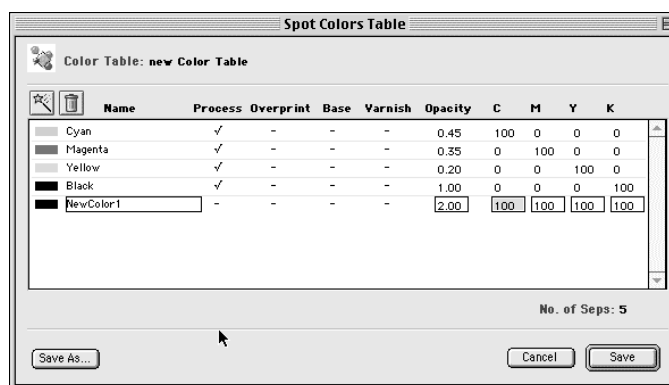 Spot Colors Table
Color Table: new Color Table
Name Process Overprint Base Varnish Opacity C M Y K
Cyan √ - - - 0.45 100 0 0 0
Magenta √ - - - 0.35 0 100 0 0
Yellow √ - - - 0.20 0 0 100 0
Black √ - - - 1.00 0 0 0 100
NewColor1 - - - - 2.00 100 100 100 100
No. of Seps: 5
Save As... Cancel Save